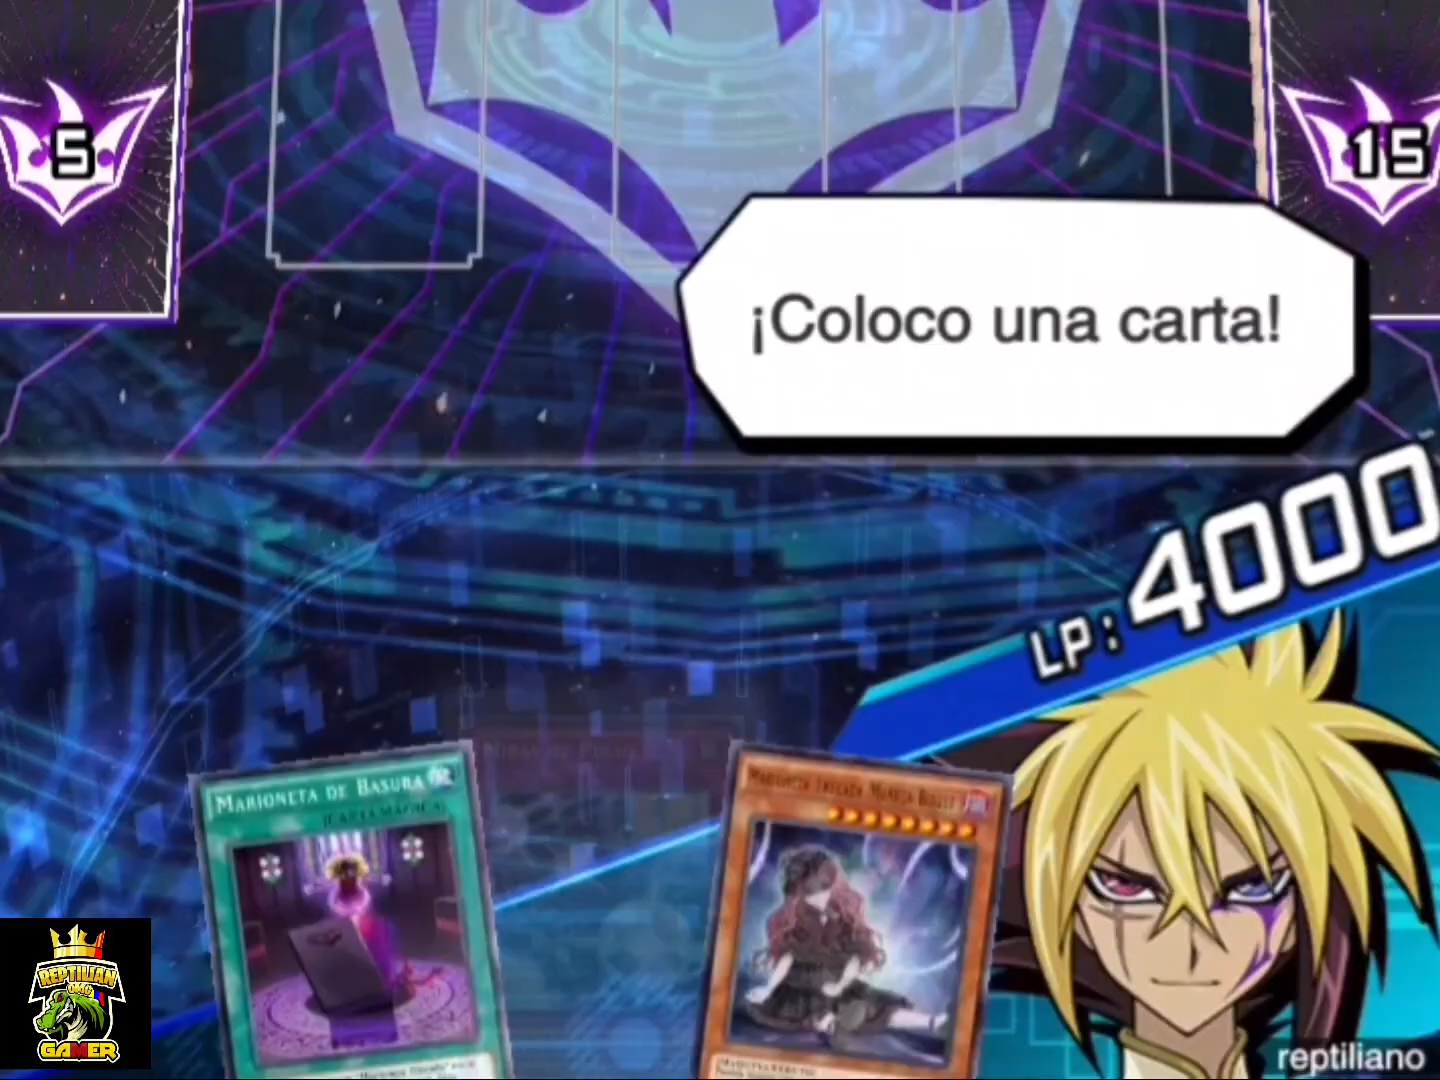 5
15
¡Coloco una carta!
LP: 4000
MARIONETA DE BASURA
[CARTA MÁGICA]
REPTILIAN
GAMER
reptiliano